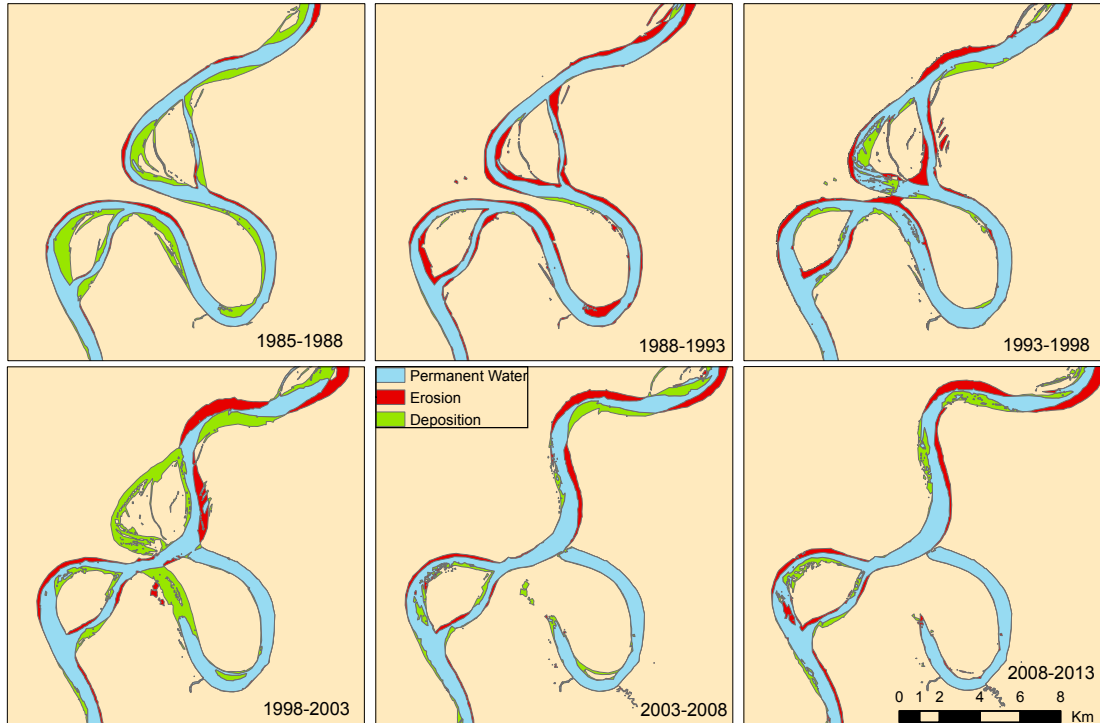 1985-1988
1988-1993
1993-1998
1998-2003
Permanent Water
Erosion
Deposition
2003-2008
2008-2013
0 1 2 4 6 8
Km